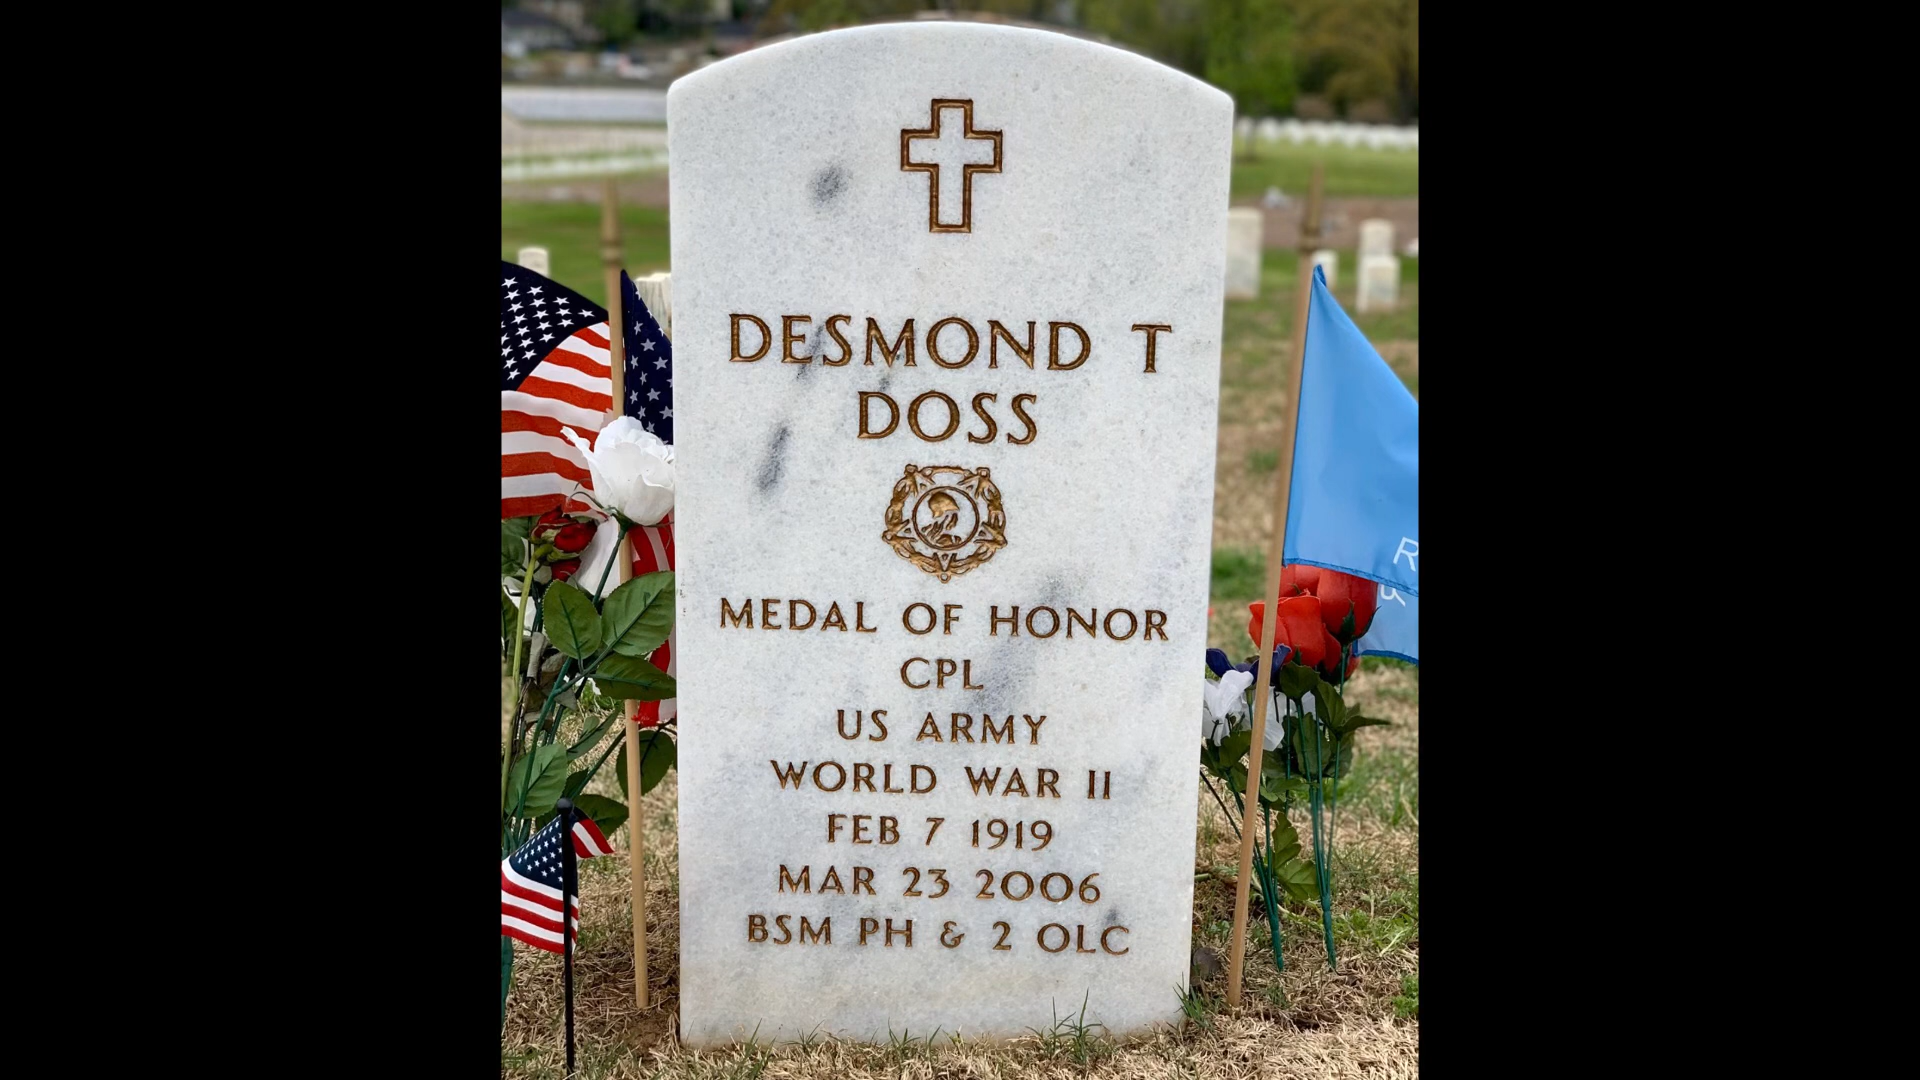 DESMOND T
DOSS
MEDAL OF HONOR
CPL
US ARMY
WORLD WAR II
FEB 7 1919
MAR 23 2006
BSM PH & 2 OLC